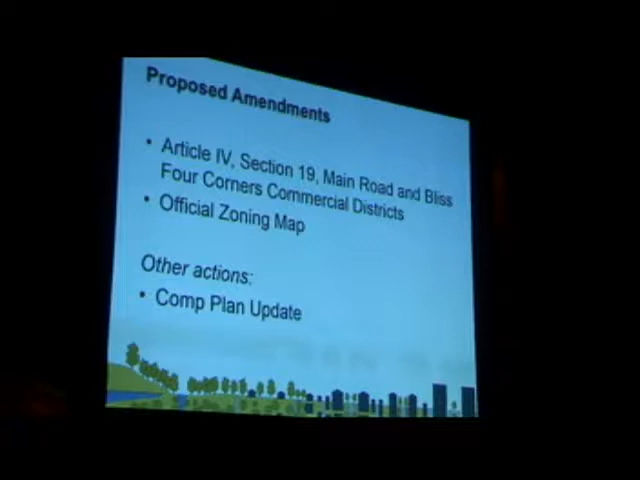 Proposed Amendments
• Article IV, Section 19, Main Road and Bliss
Four Corners Commercial Districts
• Official Zoning Map
Other actions:
• Comp Plan Update